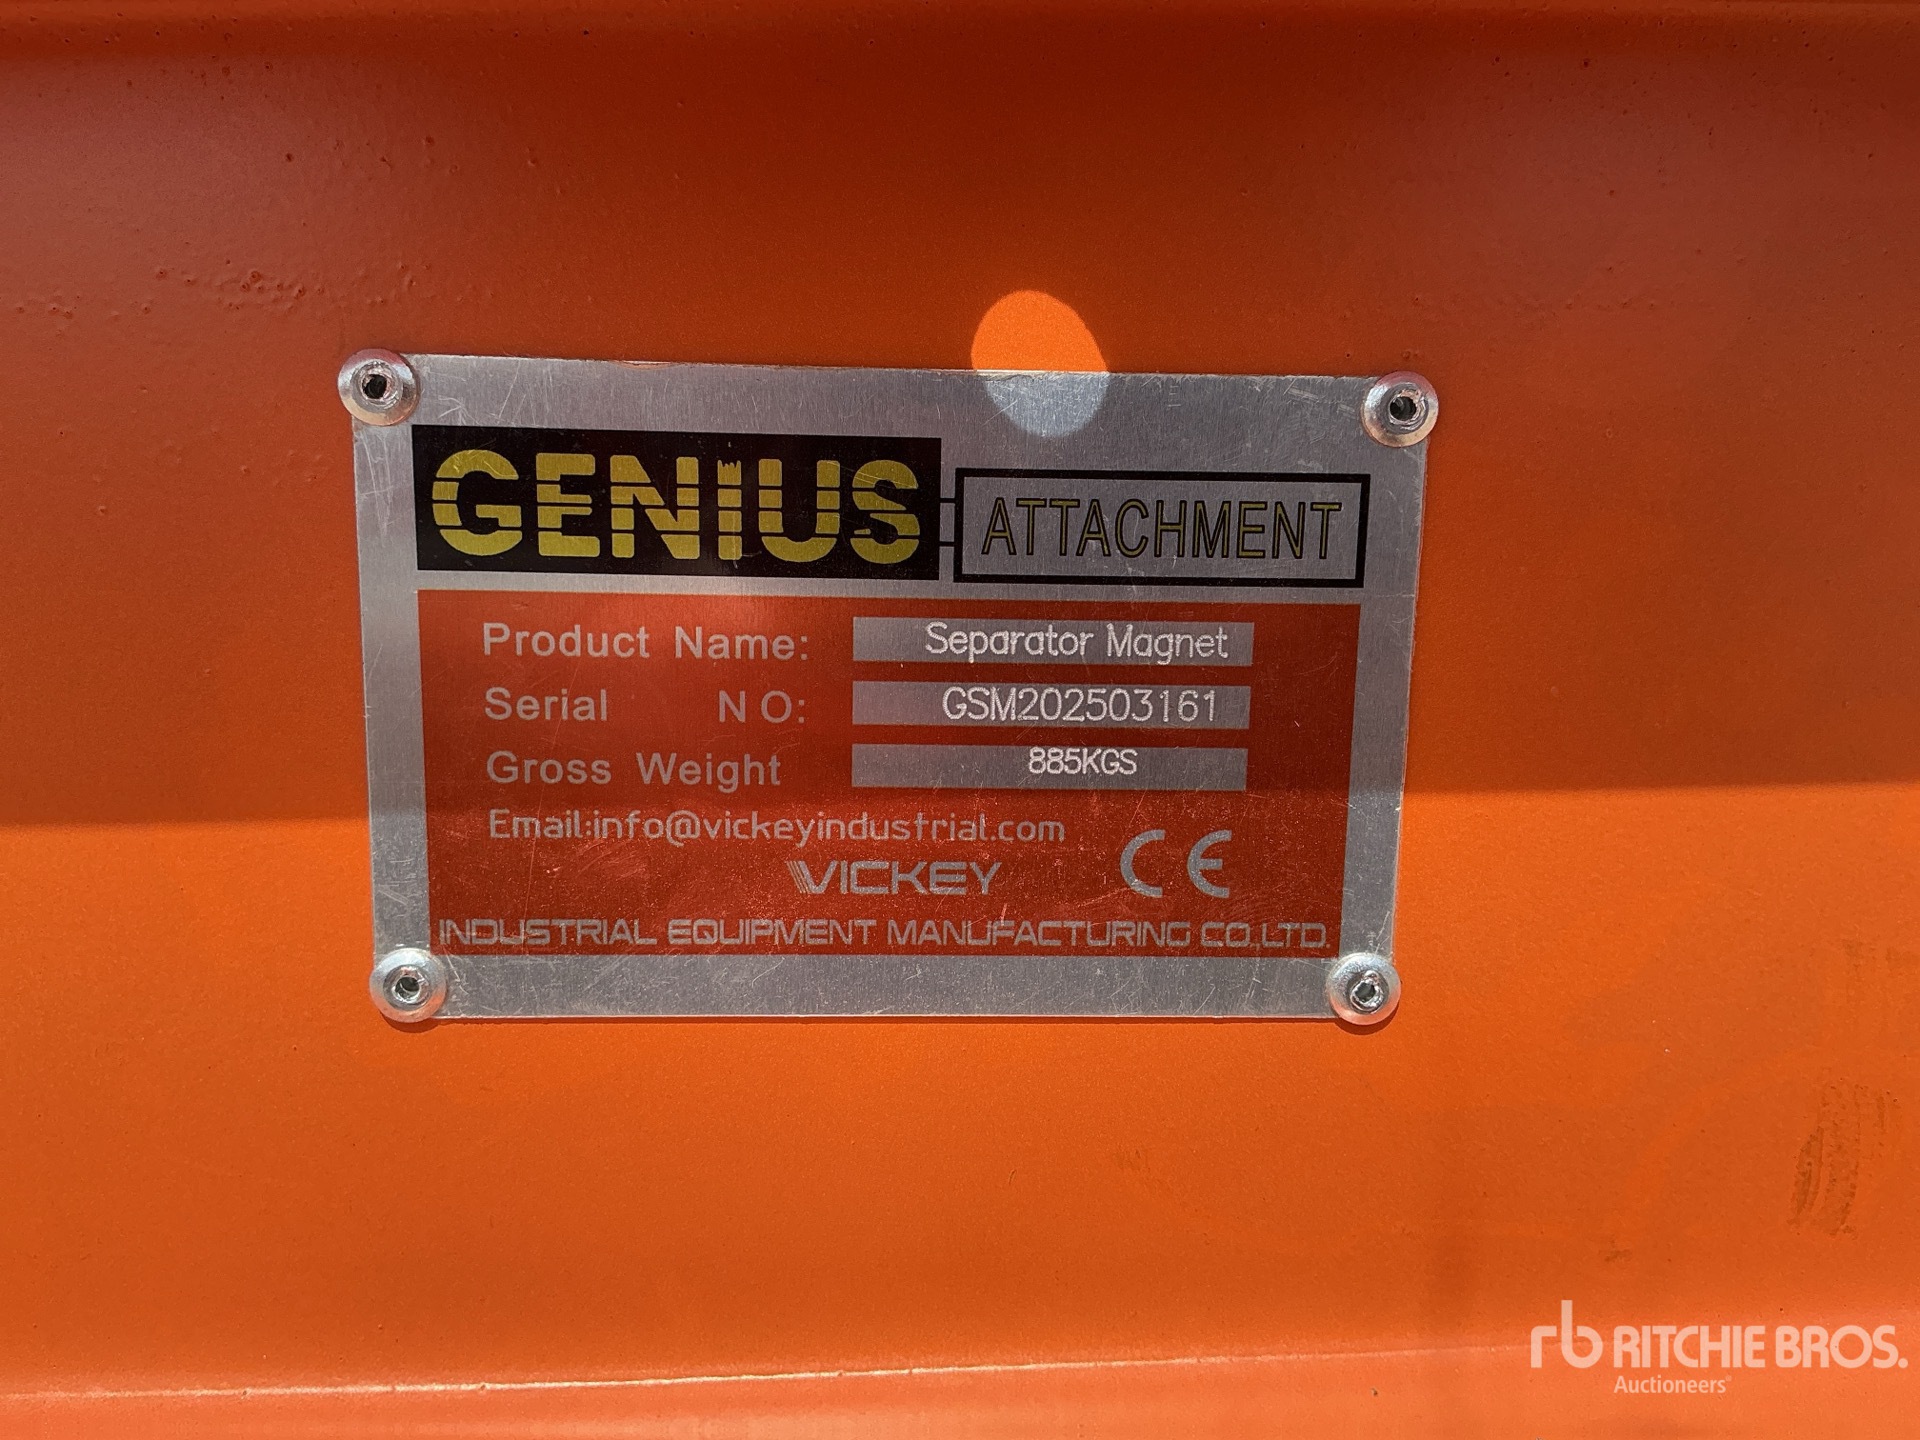 GENIUS ATTACHMENT
Product Name: Separator Magnet
Serial NO: GSM202503161
Gross Weight 885KGS
Email:info@vickeyindustrial.com
VICKEY CE
INDUSTRIAL EQUIPMENT MANUFACTURING CO.,LTD.
rb RITCHIE BROS.
Auctioneers